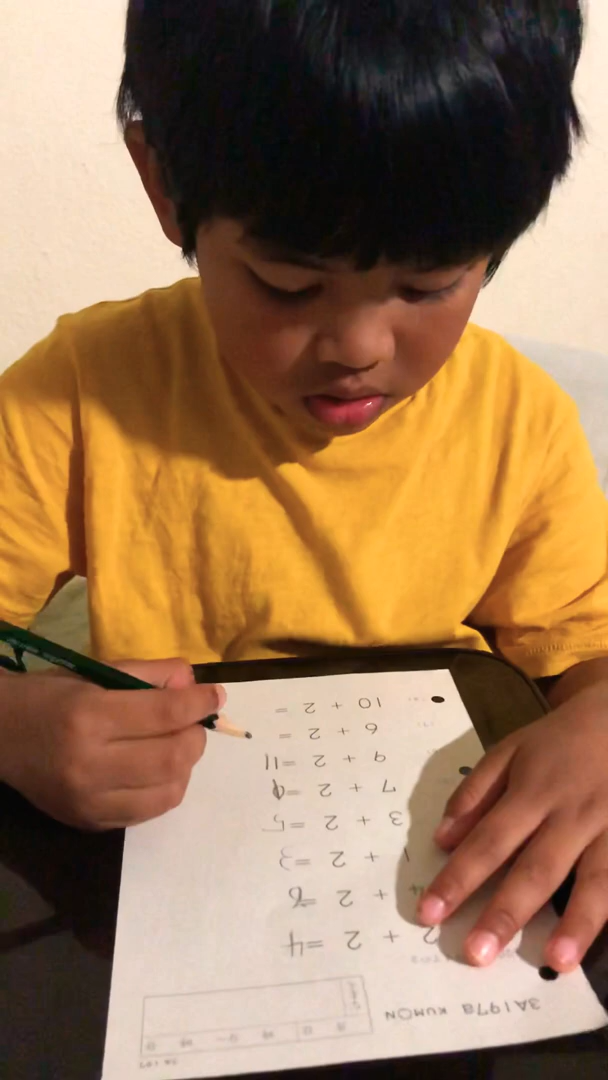 3A197a KUMON
2 + 2 = 4
4 + 2 = 6
1 + 2 = 3
3 + 2 = 5
7 + 2 = 9
9 + 2 = 11
6 + 2 =
10 + 2 =